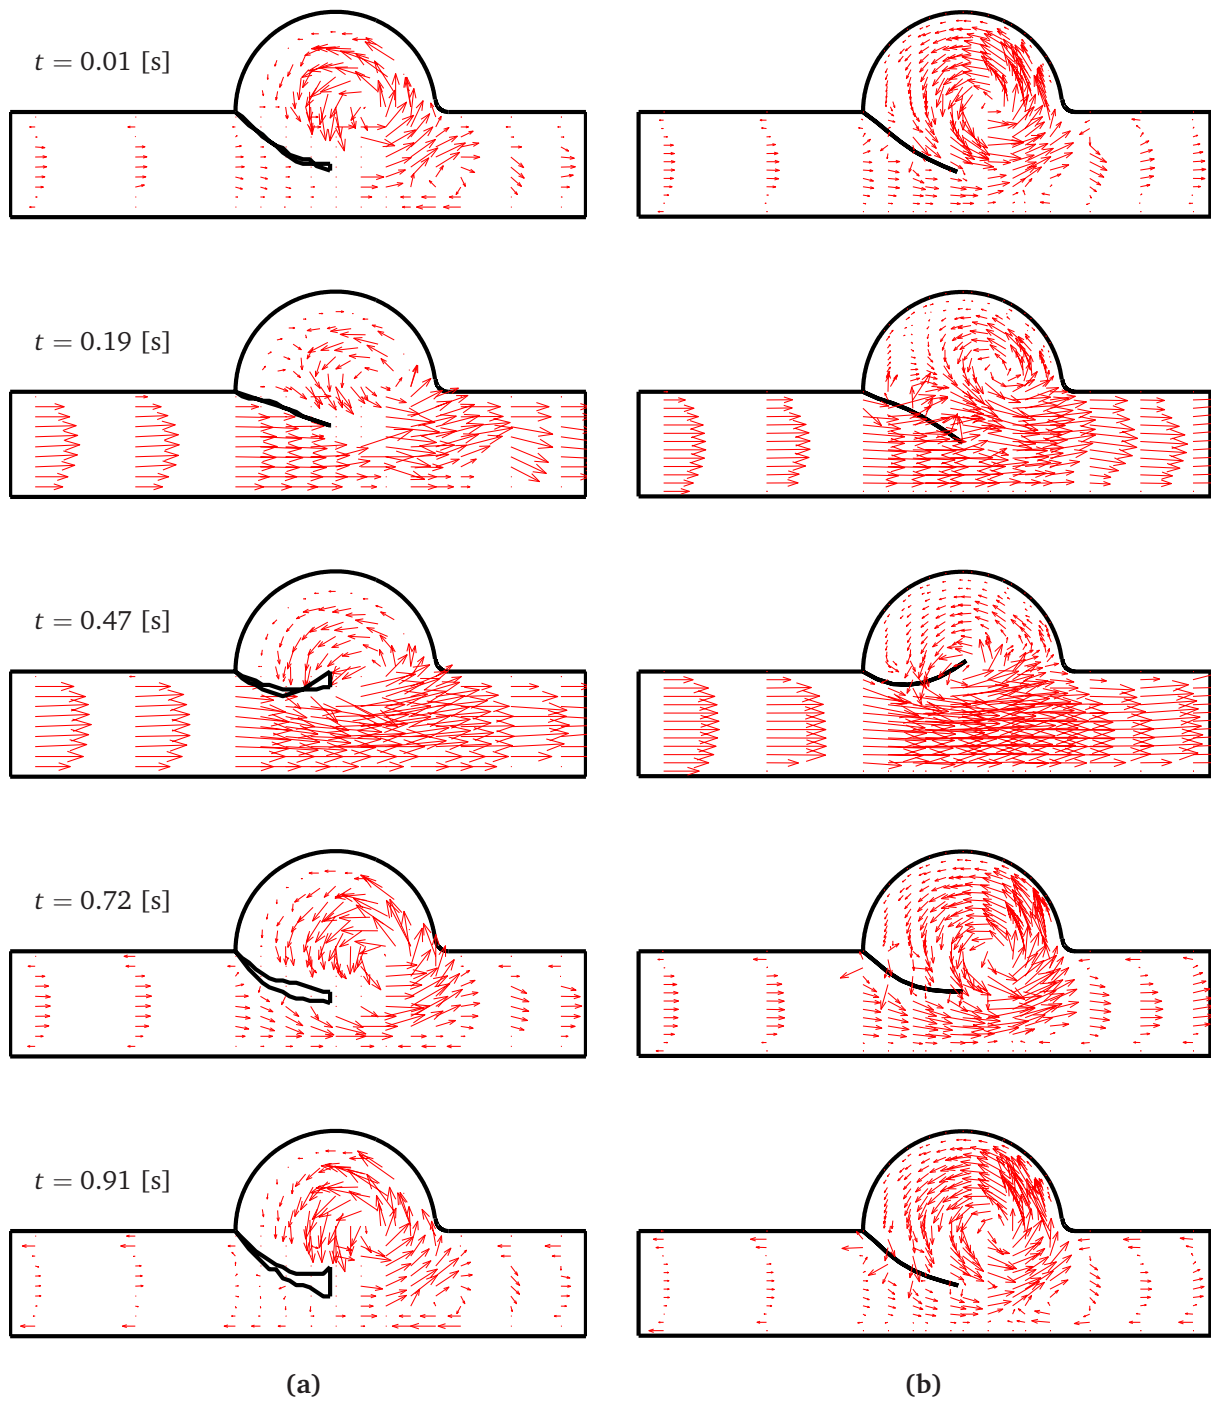 t = 0.01 [s]
t = 0.19 [s]
t = 0.47 [s]
t = 0.72 [s]
t = 0.91 [s]
(a) (b)